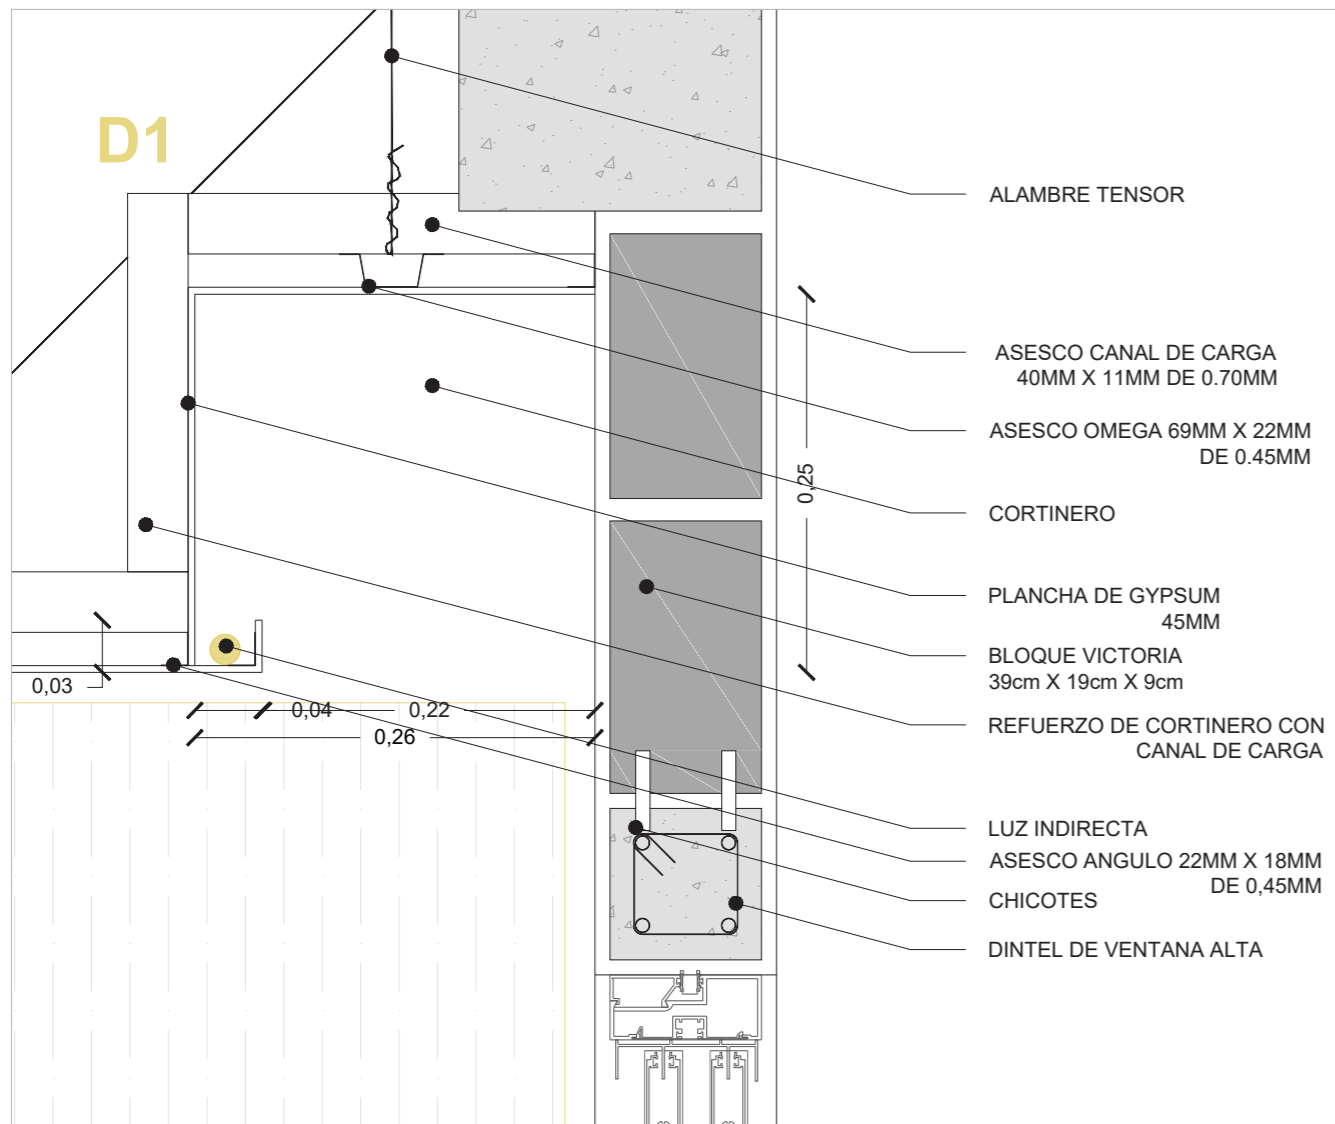 D1
ALAMBRE TENSOR
ASESCO CANAL DE CARGA
40MM X 11MM DE 0.70MM
ASESCO OMEGA 69MM X 22MM
DE 0.45MM
0,25
CORTINERO
PLANCHA DE GYPSUM
45MM
BLOQUE VICTORIA
39cm X 19cm X 9cm
0,03
0,04
0,22
0,26
REFUERZO DE CORTINERO CON
CANAL DE CARGA
LUZ INDIRECTA
ASESCO ANGULO 22MM X 18MM
DE 0,45MM
CHICOTES
DINTEL DE VENTANA ALTA